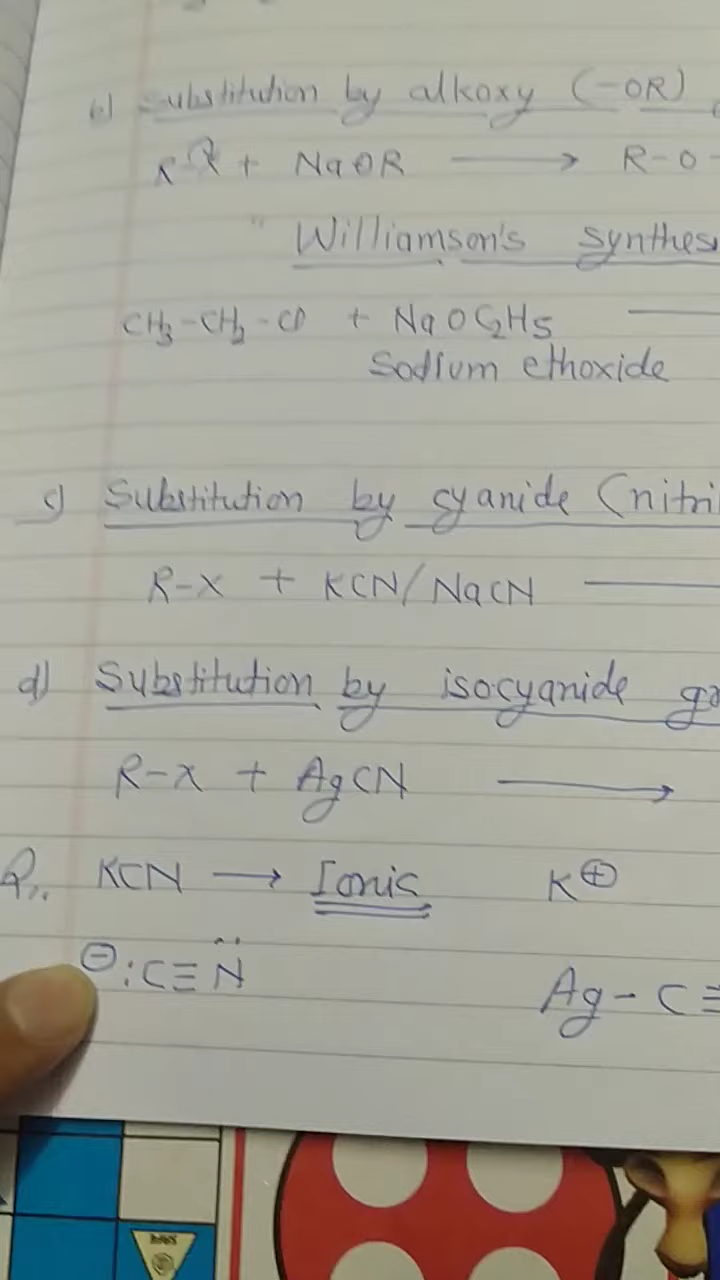 b) Substitution by alkoxy (-OR)
R-X + NaOR ⟶ R-O-
" Williamson's synthes
CH3-CH2-Cl + NaOC2H5
Sodium ethoxide
c) Substitution by cyanide (nitri
R-X + KCN/NaCN
d) Substitution by isocyanide g
R-X + AgCN ⟶
KCN ⟶ Ionic K⊕
⊖:C≡N̈ Ag-C≡